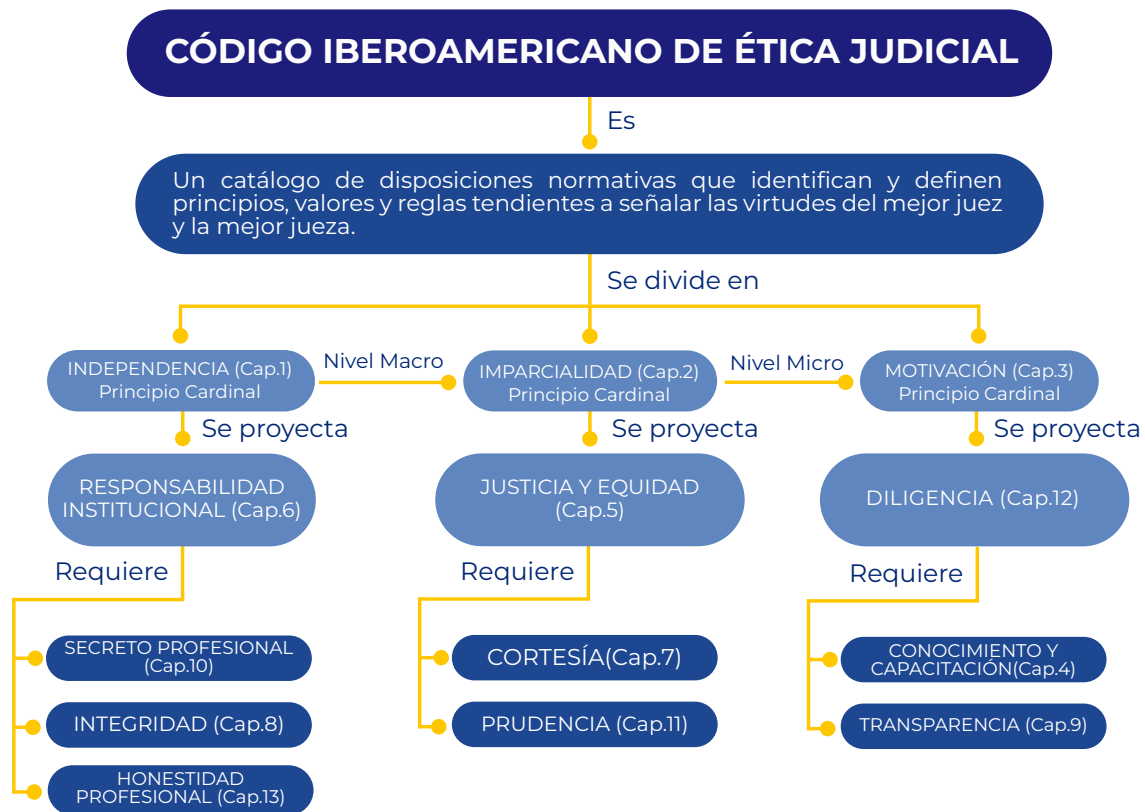 CÓDIGO IBEROAMERICANO DE ÉTICA JUDICIAL
Es
Un catálogo de disposiciones normativas que identifican y definen
principios, valores y reglas tendientes a señalar las virtudes del mejor juez
y la mejor jueza.
Se divide en
INDEPENDENCIA (Cap.1)
Principio Cardinal
Nivel Macro
IMPARCIALIDAD (Cap.2)
Principio Cardinal
Nivel Micro
MOTIVACIÓN (Cap.3)
Principio Cardinal
Se proyecta
Se proyecta
Se proyecta
RESPONSABILIDAD
INSTITUCIONAL (Cap.6)
JUSTICIA Y EQUIDAD
(Cap.5)
DILIGENCIA (Cap.12)
Requiere
Requiere
Requiere
SECRETO PROFESIONAL
(Cap.10)
INTEGRIDAD (Cap.8)
HONESTIDAD
PROFESIONAL (Cap.13)
CORTESÍA(Cap.7)
PRUDENCIA (Cap.11)
CONOCIMIENTO Y
CAPACITACIÓN(Cap.4)
TRANSPARENCIA (Cap.9)